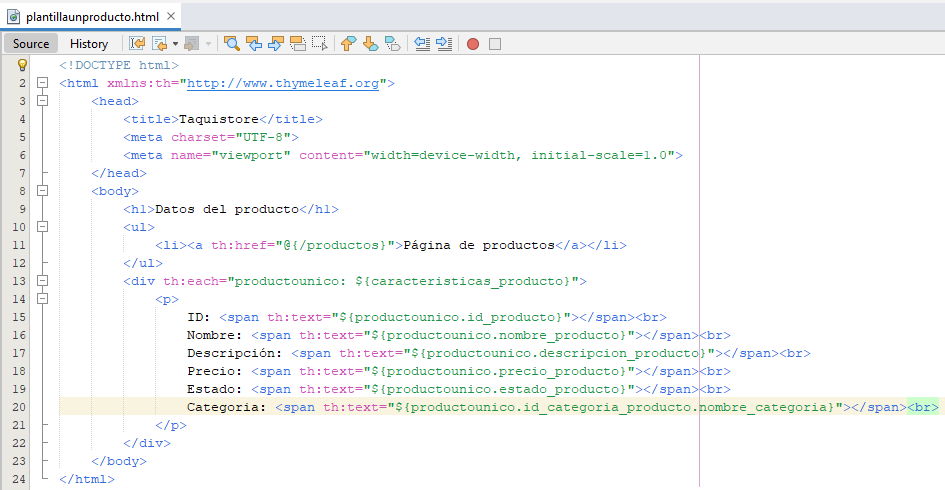 plantillaunproducto.html
Source History
<!DOCTYPE html>
2 <html xmlns:th="http://www.thymeleaf.org">
3 <head>
4 <title>Taquistore</title>
5 <meta charset="UTF-8">
6 <meta name="viewport" content="width=device-width, initial-scale=1.0">
7 </head>
8 <body>
9 <h1>Datos del producto</h1>
10 <ul>
11 <li><a th:href="@{/productos}">Página de productos</a></li>
12 </ul>
13 <div th:each="productounico: ${caracteristicas_producto}">
14 <p>
15 ID: <span th:text="${productounico.id_producto}"></span><br>
16 Nombre: <span th:text="${productounico.nombre_producto}"></span><br>
17 Descripción: <span th:text="${productounico.descripcion_producto}"></span><br>
18 Precio: <span th:text="${productounico.precio_producto}"></span><br>
19 Estado: <span th:text="${productounico.estado_producto}"></span><br>
20 Categoria: <span th:text="${productounico.id_categoria_producto.nombre_categoria}"></span><br>
21 </p>
22 </div>
23 </body>
24 </html>